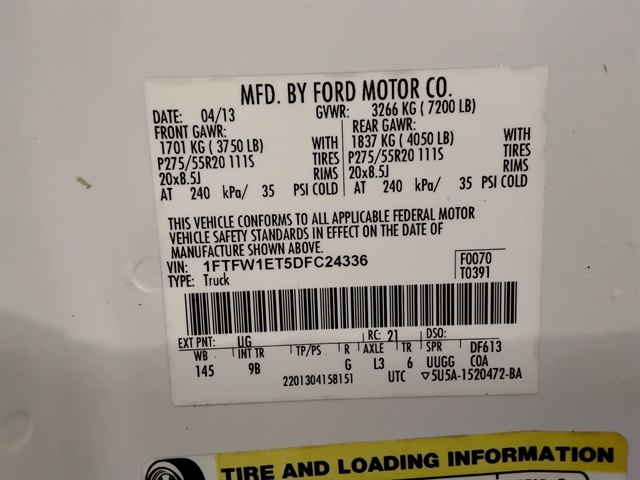 MFD. BY FORD MOTOR CO.
DATE: 04/13 GVWR: 3266 KG ( 7200 LB)
FRONT GAWR: REAR GAWR:
1701 KG ( 3750 LB) WITH 1837 KG ( 4050 LB) WITH
P275/55R20 111S TIRES P275/55R20 111S TIRES
20x8.5J RIMS 20x8.5J RIMS
AT 240 kPa/ 35 PSI COLD AT 240 kPa/ 35 PSI COLD
THIS VEHICLE CONFORMS TO ALL APPLICABLE FEDERAL MOTOR
VEHICLE SAFETY STANDARDS IN EFFECT ON THE DATE OF
MANUFACTURE SHOWN ABOVE.
VIN: 1FTFW1ET5DFC24336 F0070
TYPE: Truck T0391
EXT PNT: UG RC: 21 DSO:
WB INT TR TP/PS R AXLE TR SPR DF613
145 9B G L3 6 UUGG COA
2201304158151 UTC ▽5U5A-1520472-BA
TIRE AND LOADING INFORMATION